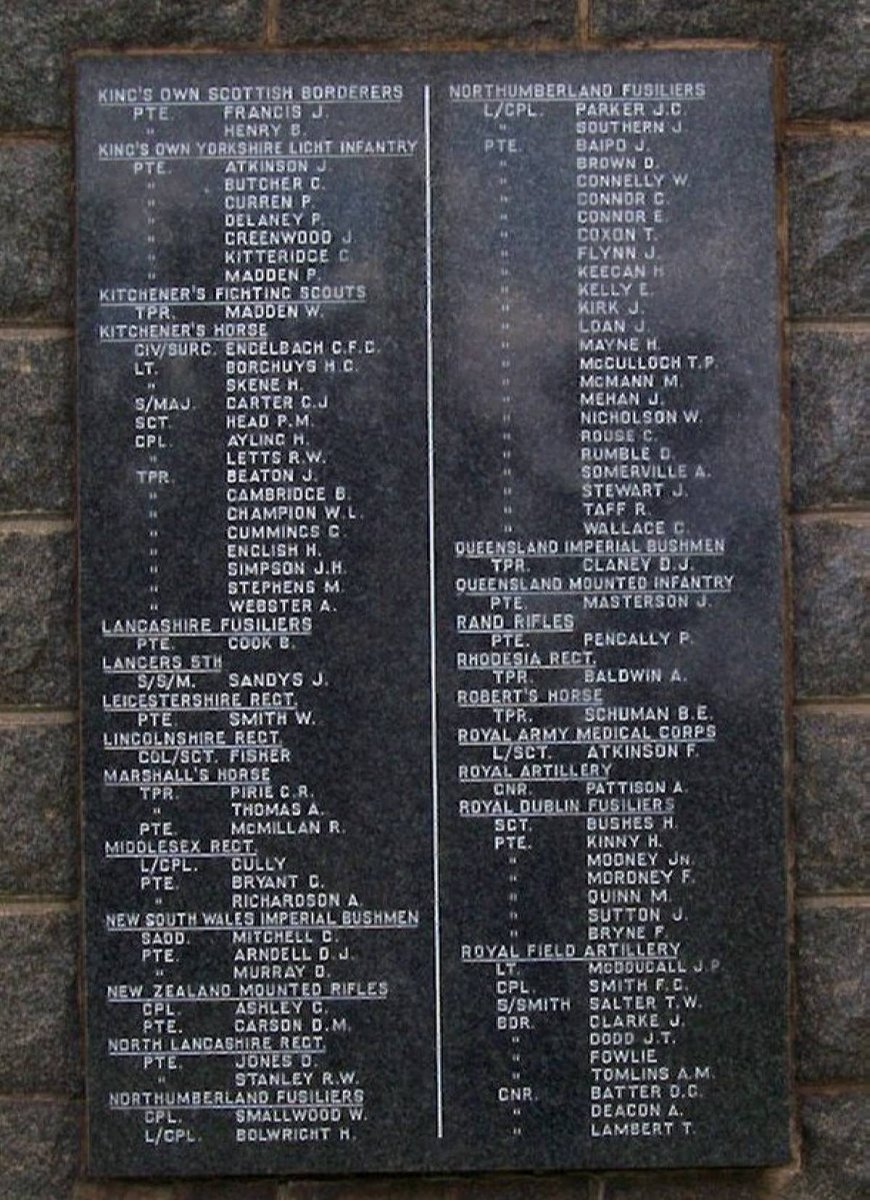 KING'S OWN SCOTTISH BORDERERS
PTE. FRANCIS J.
" HENRY B.
KING'S OWN YORKSHIRE LIGHT INFANTRY
PTE. ATKINSON J.
" BUTCHER C.
" CURREN P.
" DELANEY P.
" GREENWOOD J.
" KITTERIDGE C
" MADDEN P.
KITCHENER'S FIGHTING SCOUTS
TPR. MADDEN W.
KITCHENER'S HORSE
CIV/SURG. ENGELBACH G.F.C.
LT. BORCHUYS H.C.
" SKENE H.
S/MAJ. CARTER C.J
SGT. HEAD P.M.
CPL. AYLING H.
" LETTS R.W.
TPR. BEATON J.
" CAMBRIDGE B.
" CHAMPION W.L.
" CUMMINGS G.
" ENGLISH H.
" SIMPSON J.H.
" STEPHENS M.
" WEBSTER A.
LANCASHIRE FUSILIERS
PTE. COOK B.
LANCERS 5TH
S/S/M. SANDYS J.
LEICESTERSHIRE REGT.
PTE. SMITH W.
LINCOLNSHIRE REGT.
COL/SGT. FISHER
MARSHALL'S HORSE
TPR. PIRIE G.R.
" THOMAS A.
PTE. McMILLAN R.
MIDDLESEX REGT.
L/CPL. CULLY
PTE. BRYANT G.
" RICHARDSON A
NEW SOUTH WALES IMPERIAL BUSHMEN
SADD. MITCHELL G.
PTE. ARNDELL D.J.
" MURRAY D.
NEW ZEALAND MOUNTED RIFLES
CPL. ASHLEY C.
PTE. CARSON D.M.
NORTH LANCASHIRE REGT.
PTE. JONES D.
" STANLEY R.W.
NORTHUMBERLAND FUSILIERS
CPL. SMALLWOOD W.
L/CPL. BOLWRIGHT H.
NORTHUMBERLAND FUSILIERS
L/CPL. PARKER J.C.
" SOUTHERN J.
PTE. BAIPD J.
" BROWN D.
" CONNELLY W.
" CONNOR C.
" CONNOR E.
" COXON T.
" FLYNN J.
" KEEGAN H
" KELLY E.
" KIRK J.
" LOAN J.
" MAYNE H.
" McCULLOCH T.P.
" McMANN M.
" MEHAN J.
" NICHOLSON W.
" ROUSE C.
" RUMBLE D.
" SOMERVILLE A.
" STEWART J.
" TAFF R.
" WALLACE C.
QUEENSLAND IMPERIAL BUSHMEN
TPR. CLANEY D.J.
QUEENSLAND MOUNTED INFANTRY
PTE. MASTERSON J.
RAND RIFLES
PTE. PENGALLY P.
RHODESIA REGT.
TPR. BALDWIN A.
ROBERT'S HORSE
TPR. SCHUMAN B.E.
ROYAL ARMY MEDICAL CORPS
L/SGT. ATKINSON F.
ROYAL ARTILLERY
GNR. PATTISON A.
ROYAL DUBLIN FUSILIERS
SGT. BUSHES H.
PTE. KINNY H.
" MOONEY JN.
" MORONEY F.
" QUINN M.
" SUTTON J.
" BRYNE F.
ROYAL FIELD ARTILLERY
LT. McDOUGALL J.P.
CPL. SMITH F.G.
S/SMITH SALTER T.W.
BDR. CLARKE J.
" DODD J.T.
" FOWLIE
" TOMLINS A.M.
GNR. BATTER D.G.
" DEACON A.
" LAMBERT T.